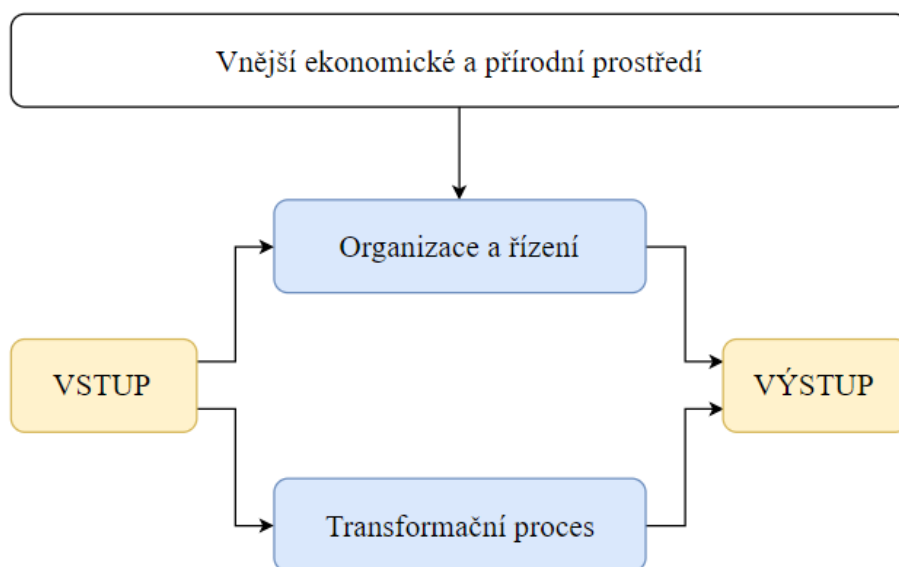 Vnější ekonomické a přírodní prostředí
Organizace a řízení
VSTUP
VÝSTUP
Transformační proces